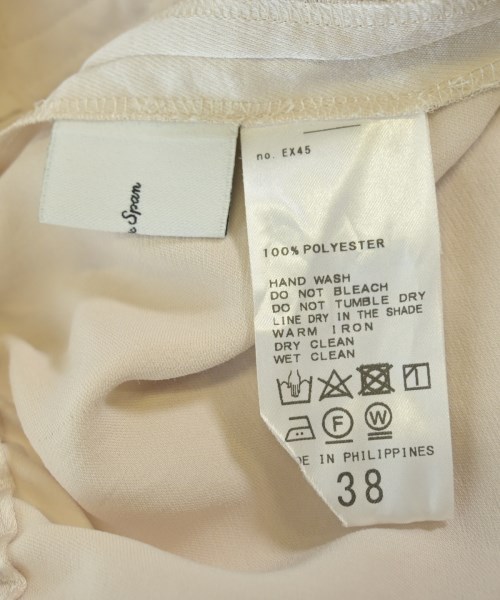 Span
no. EX45
100% POLYESTER
HAND WASH
DO NOT BLEACH
DO NOT TUMBLE DRY
LINE DRY IN THE SHADE
WARM IRON
DRY CLEAN
WET CLEAN
F W
IN PHILIPPINES
38